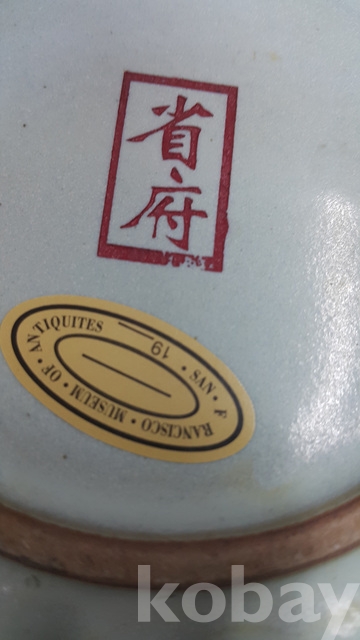 省
府
SAN • FRANCISCO • MUSEUM • OF • ANTIQUITES
19
kobay